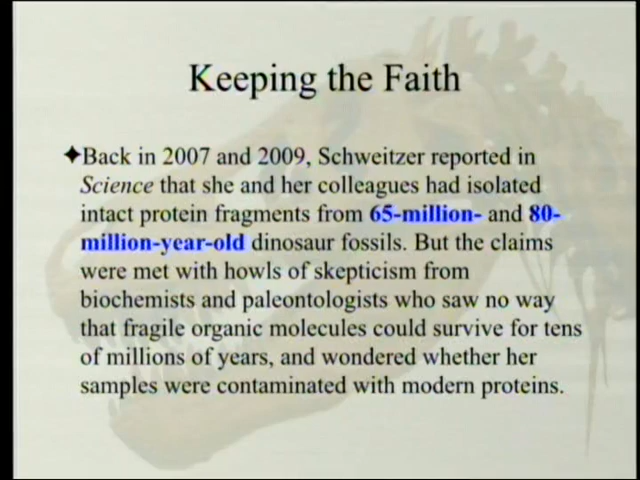 Keeping the Faith
✦Back in 2007 and 2009, Schweitzer reported in
Science that she and her colleagues had isolated
intact protein fragments from 65-million- and 80-
million-year-old dinosaur fossils. But the claims
were met with howls of skepticism from
biochemists and paleontologists who saw no way
that fragile organic molecules could survive for tens
of millions of years, and wondered whether her
samples were contaminated with modern proteins.